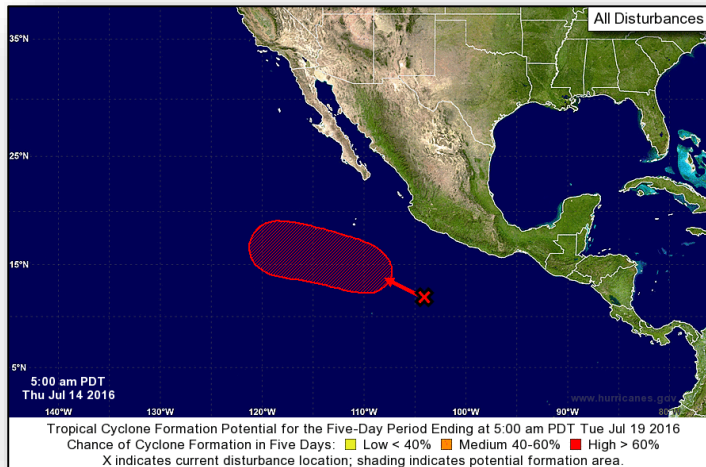 All Disturbances
35°N
25°N
15°N
5°N
5:00 am PDT
Thu Jul 14 2016
www.hurricanes.gov
140°W 130°W 120°W 110°W 100°W 90°W 80°W
Tropical Cyclone Formation Potential for the Five-Day Period Ending at 5:00 am PDT Tue Jul 19 2016
Chance of Cyclone Formation in Five Days: Low < 40% Medium 40-60% High > 60%
X indicates current disturbance location; shading indicates potential formation area.